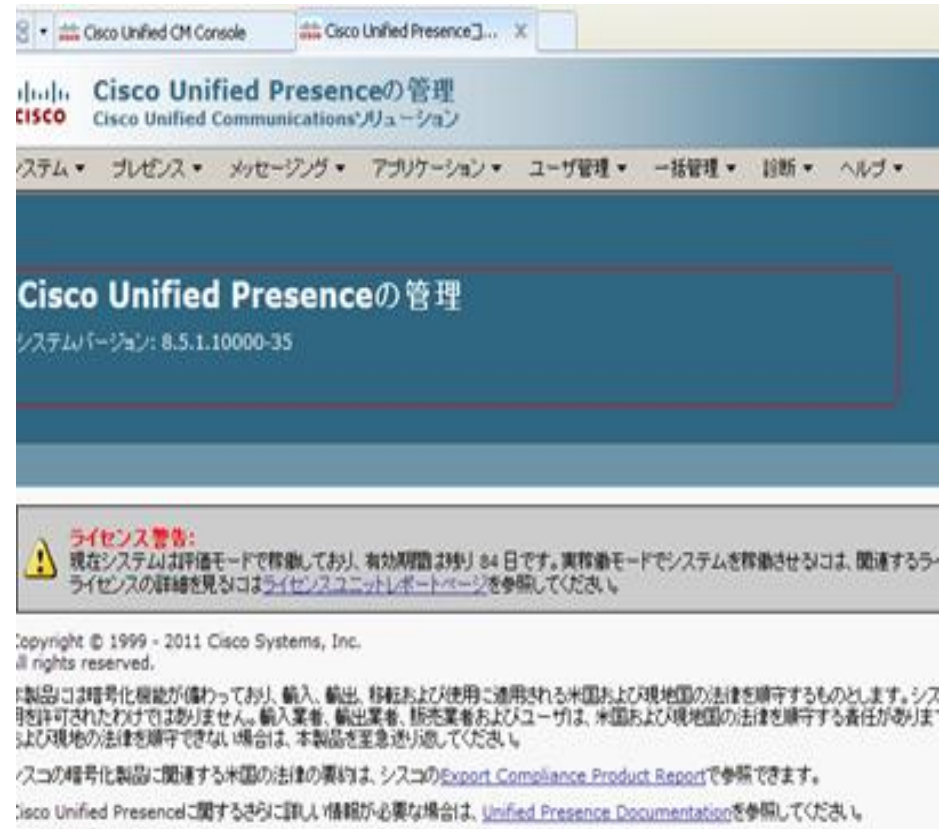 Cisco Unified CM Console
Cisco Unified Presenceコ...
CISCO
Cisco Unified Presenceの管理
Cisco Unified Communicationsソリューション
ステム プレゼンス メッセージング アプリケーション ユーザ管理 一括管理 診断 ヘルプ
Cisco Unified Presenceの管理
システムバージョン: 8.5.1.10000-35
ライセンス警告:
現在システムは評価モードで稼働しており、有効期間は残り 84 日です。実稼働モードでシステムを稼働させるには、関連するラ
ライセンスの詳細を見るにはライセンスユニットレポートページを参照してください。
Copyright © 1999 - 2011 Cisco Systems, Inc.
All rights reserved.
本製品には暗号化機能が備わっており、輸入、輸出、移転および使用に適用される米国および現地国の法律を順守するものとします。シス
用を許可されたわけではありません。輸入業者、輸出業者、販売業者およびユーザは、米国および現地国の法律を順守する責任がありま
および現地の法律を順守できない場合は、本製品を至急送り返してください。
シスコの暗号化製品に関連する米国の法律の要約は、シスコのExport Compliance Product Reportで参照できます。
Cisco Unified Presenceに関するさらに詳しい情報が必要な場合は、Unified Presence Documentationを参照してください。